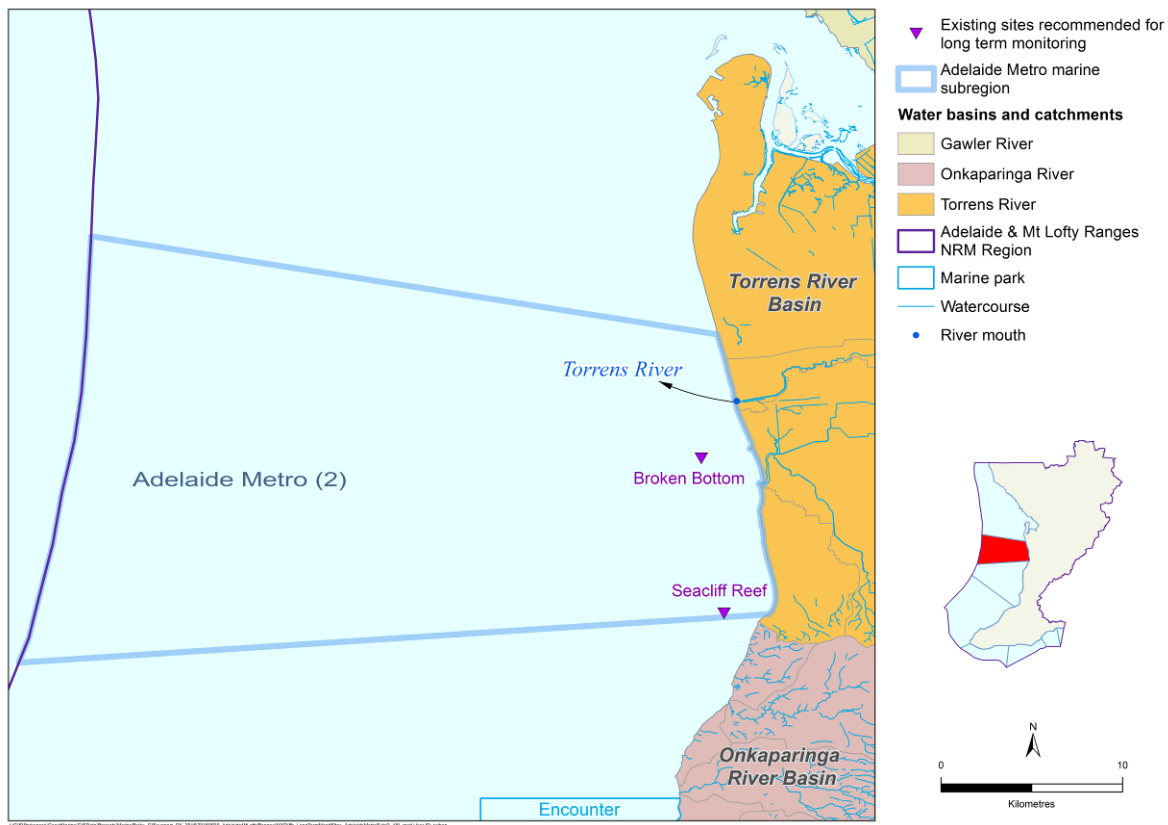 Torrens River
Basin
Torrens River
Adelaide Metro (2)
Broken Bottom
Seacliff Reef
Onkaparinga
River Basin
Encounter
Existing sites recommended for
long term monitoring
Adelaide Metro marine
subregion
Water basins and catchments
Gawler River
Onkaparinga River
Torrens River
Adelaide & Mt Lofty Ranges
NRM Region
Marine park
Watercourse
River mouth
N
0 10
Kilometres